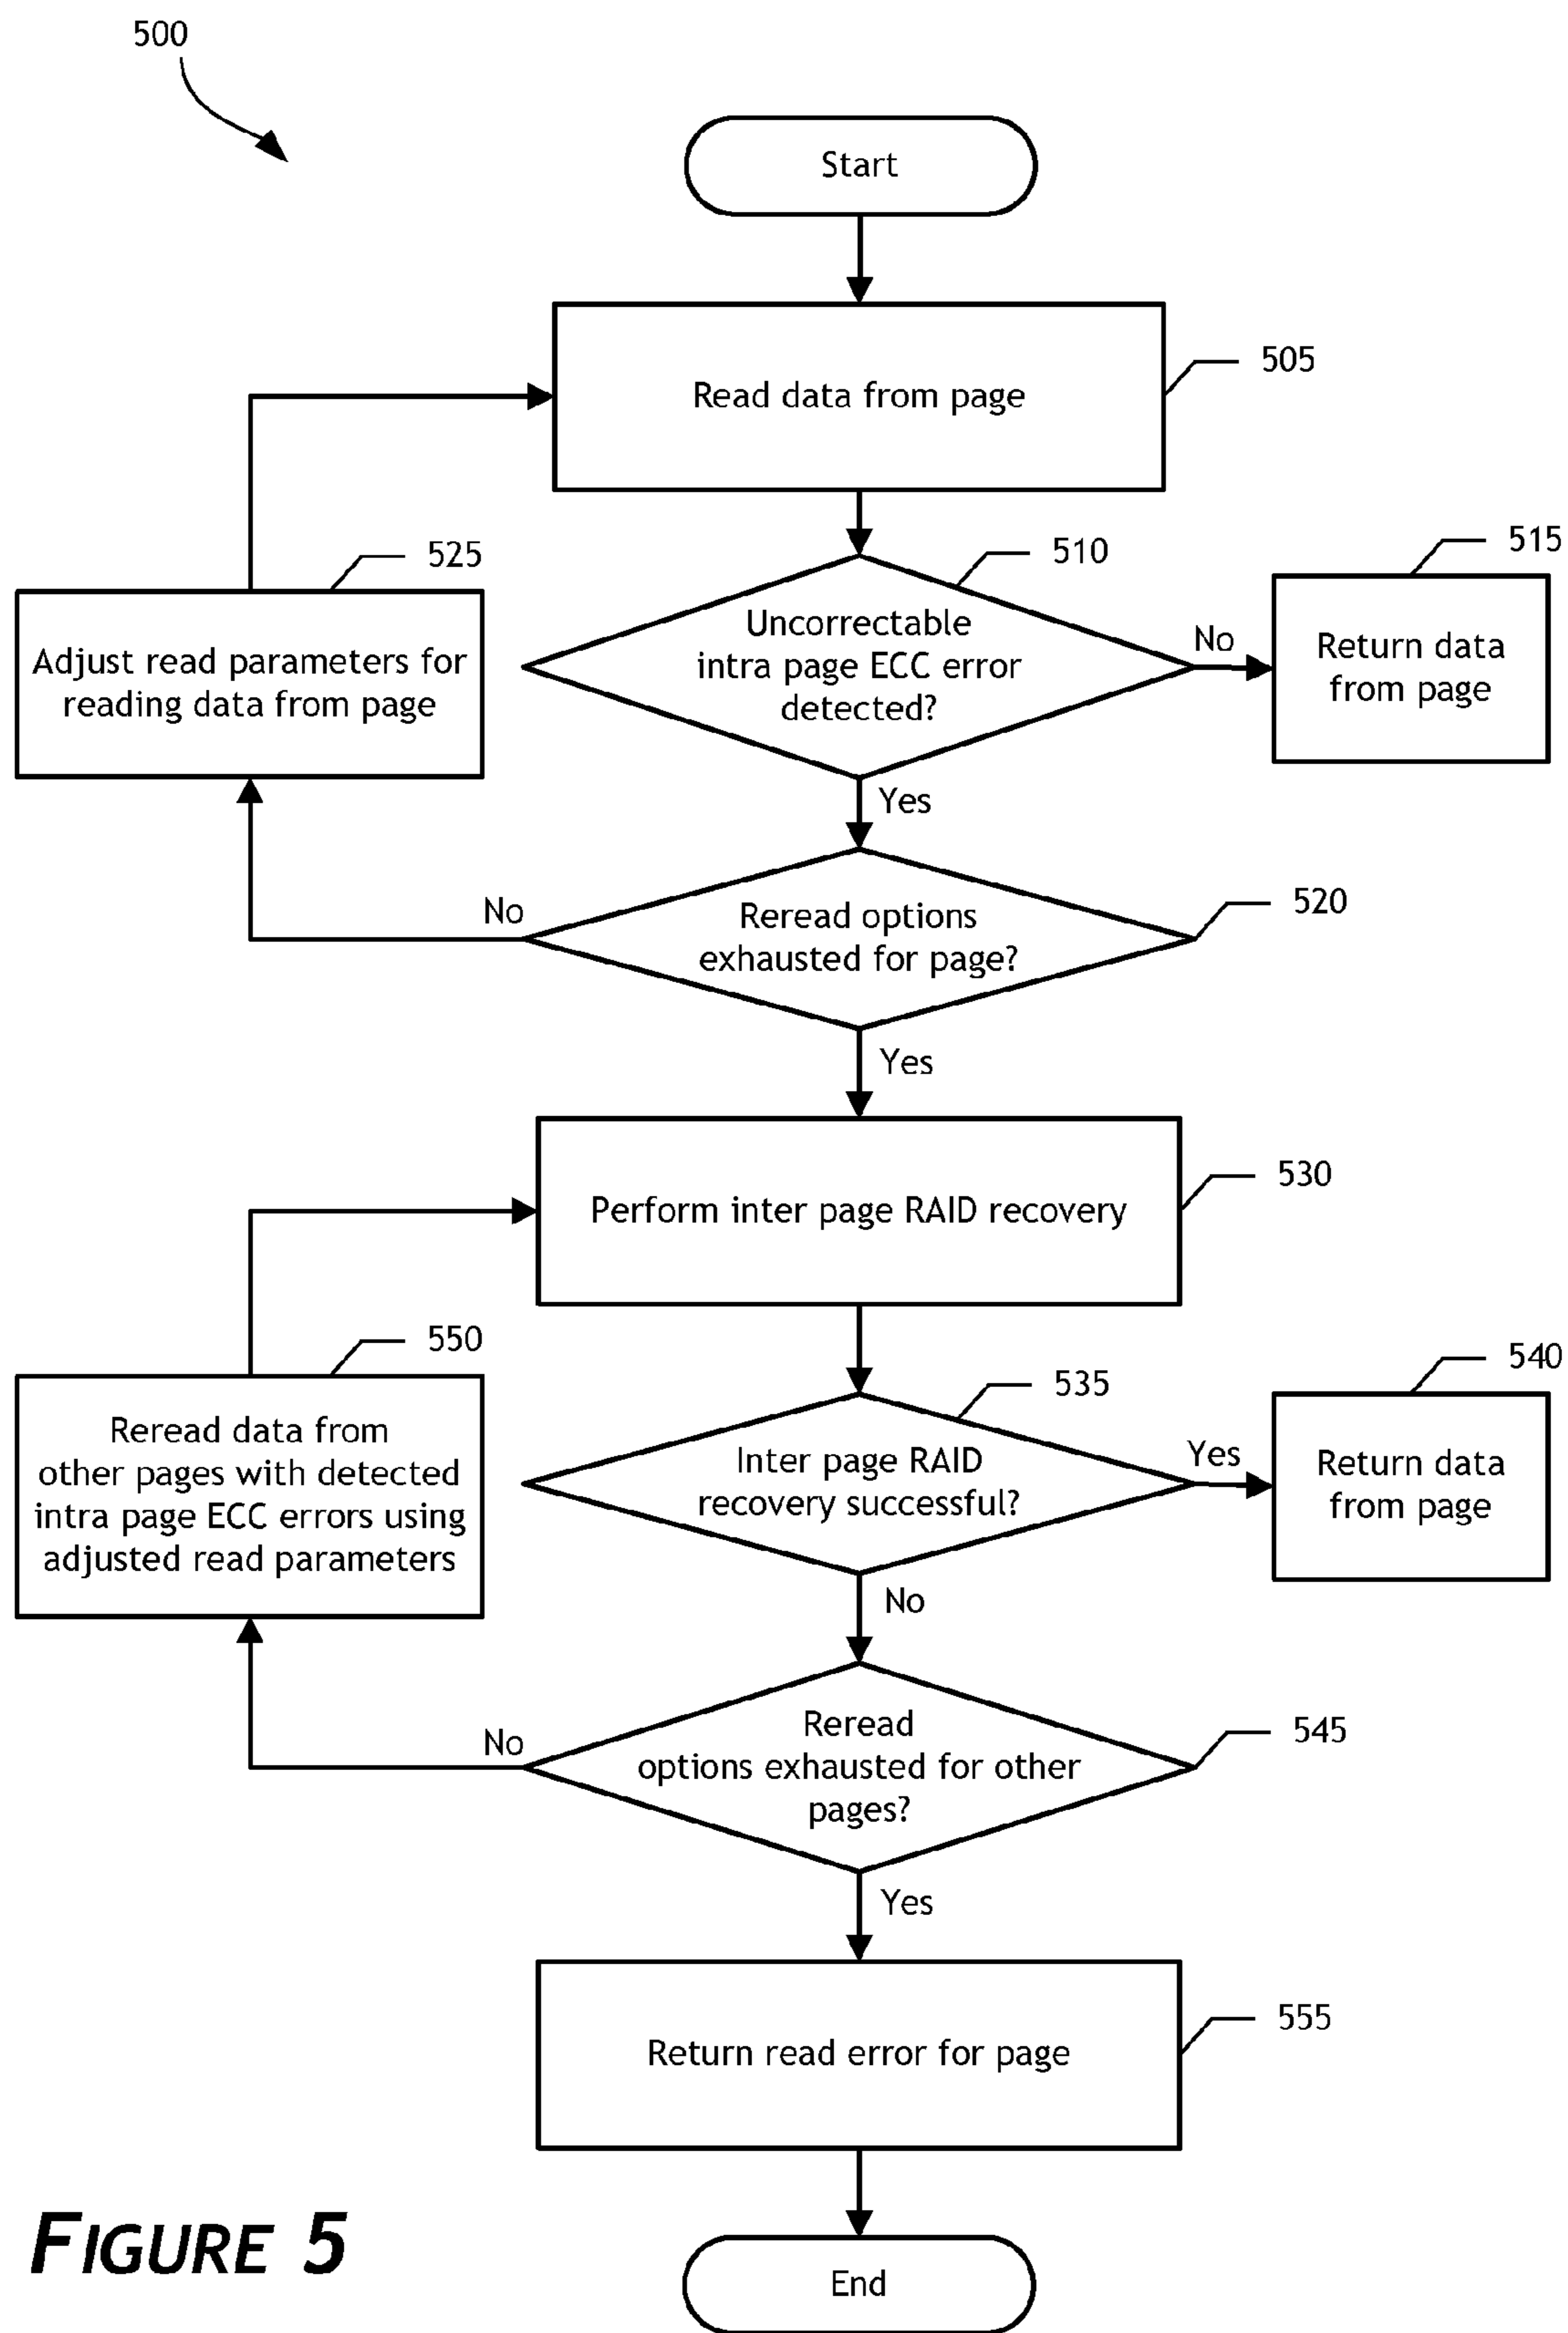 500
Start
Read data from page
505
525
510
515
Adjust read parameters for
reading data from page
Uncorrectable
intra page ECC error
detected?
No
Return data
from page
Yes
No
Reread options
exhausted for page?
520
Yes
Perform inter page RAID recovery
530
550
535
540
Reread data from
other pages with detected
intra page ECC errors using
adjusted read parameters
Inter page RAID
recovery successful?
Yes
Return data
from page
No
No
Reread
options exhausted for other
pages?
545
Yes
Return read error for page
555
End
FIGURE 5